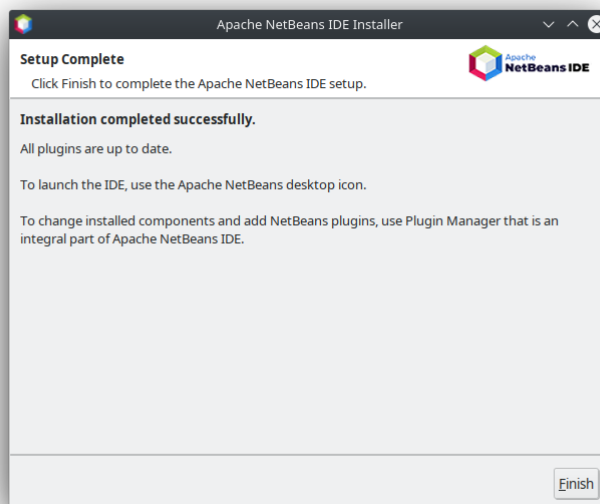 Apache NetBeans IDE Installer
Setup Complete
Click Finish to complete the Apache NetBeans IDE setup.
Apache
NetBeans IDE
Installation completed successfully.
All plugins are up to date.
To launch the IDE, use the Apache NetBeans desktop icon.
To change installed components and add NetBeans plugins, use Plugin Manager that is an
integral part of Apache NetBeans IDE.
Finish